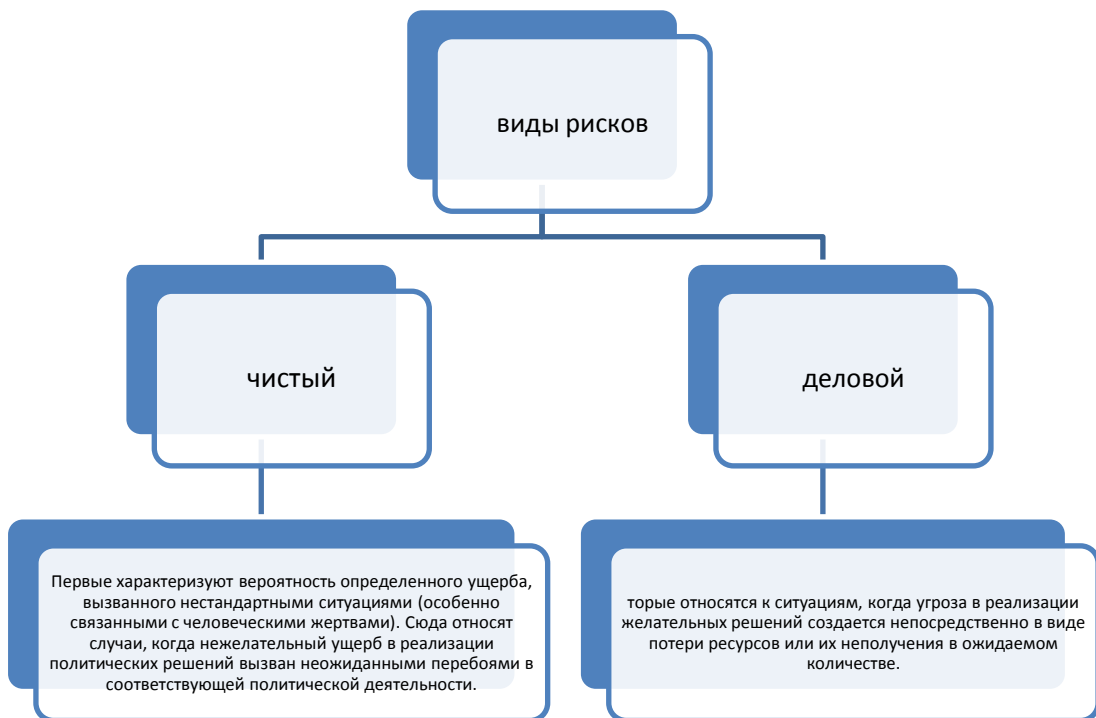 виды рисков
чистый
деловой
Первые характеризуют вероятность определенного ущерба,
вызванного нестандартными ситуациями (особенно
связанными с человеческими жертвами). Сюда относят
случаи, когда нежелательный ущерб в реализации
политических решений вызван неожиданными перебоями в
соответствующей политической деятельности.
торые относятся к ситуациям, когда угроза в реализации
желательных решений создается непосредственно в виде
потери ресурсов или их неполучения в ожидаемом
количестве.